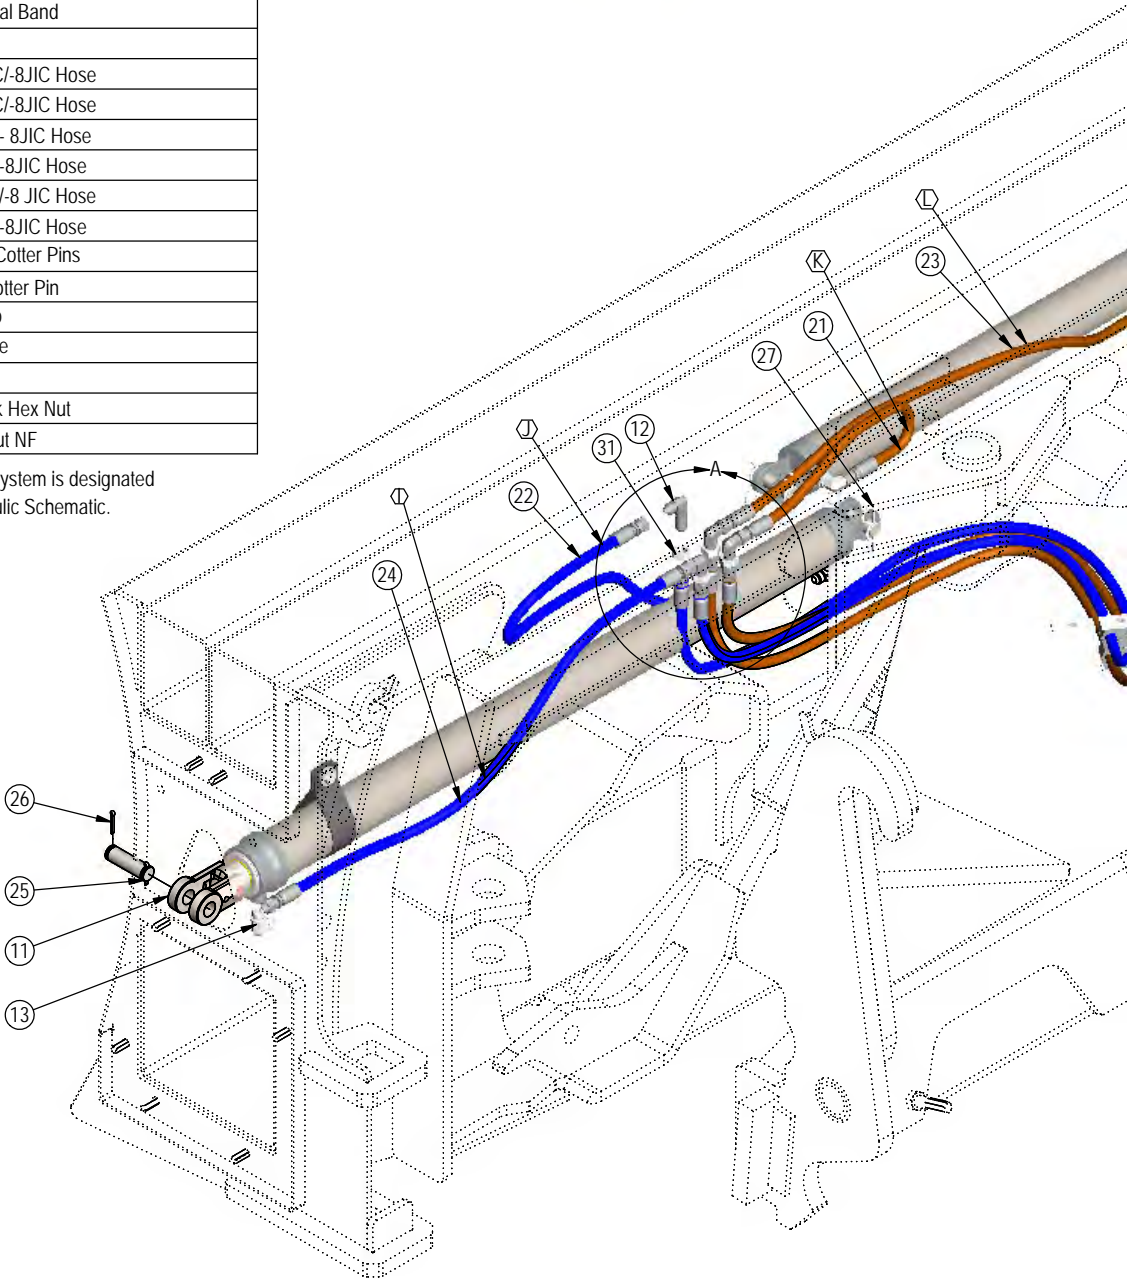 al Band
C/-8JIC Hose
C/-8JIC Hose
- 8JIC Hose
-8JIC Hose
/-8 JIC Hose
-8JIC Hose
Cotter Pins
otter Pin
k Hex Nut
ut NF
ystem is designated
ulic Schematic.
L
K
23
21
27
J
12
31
A
22
I
24
26
25
11
13